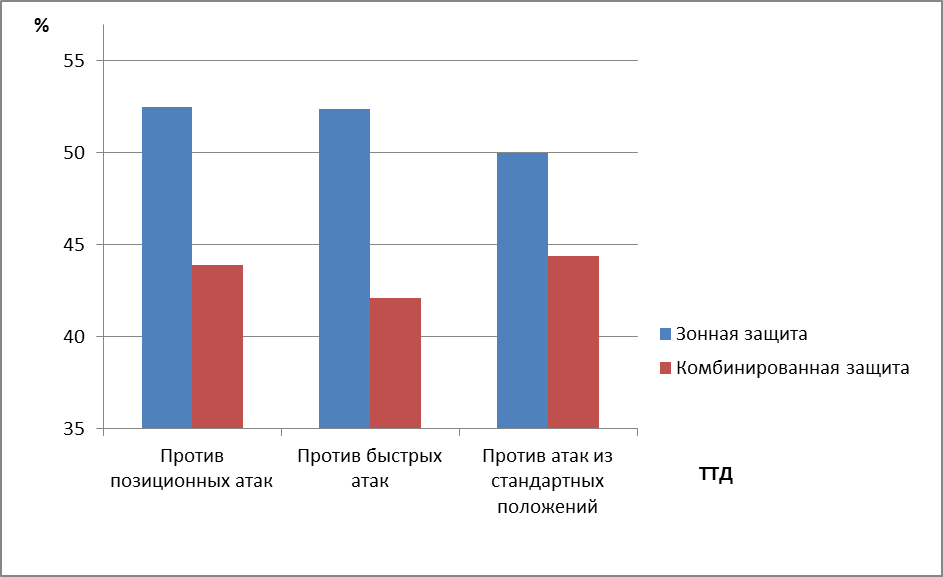 %
55
50
45
40
35
Против
позиционных атак
Против быстрых
атак
Против атак из
стандартных
положений
ТТД
Зонная защита
Комбинированная защита